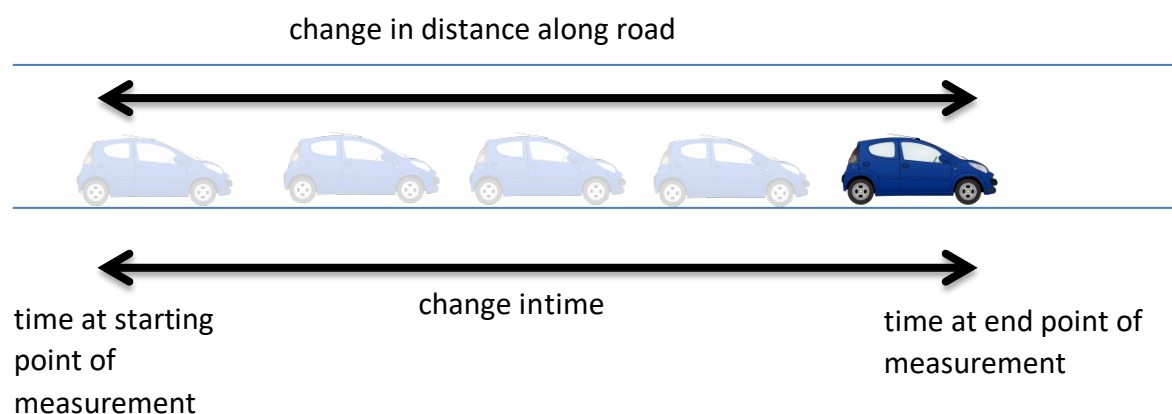 change in distance along road
change intime
time at starting
point of
measurement
time at end point of
measurement